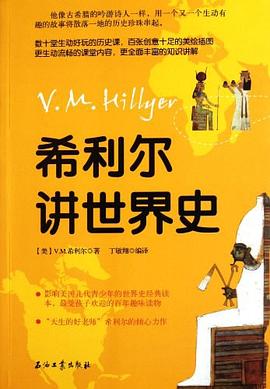 他像古希腊的吟游诗人一样，用一个又一个生动有
趣的故事将散落一地的历史珍珠串起。
数十堂生动好玩的历史课，百张创意十足的美绘插图
更生动流畅的课堂内容，更全面丰富的知识讲解
V. M. Hillyer
希利尔
讲世界史
【美】V.M.希利尔 著 丁敏翔 编译
影响美国几代青少年的世界史经典读
本，最受孩子欢迎的百年趣味读物
“天生的好老师”希利尔的核心力作
石油工业出版社